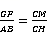 GF/AB = CM/CH